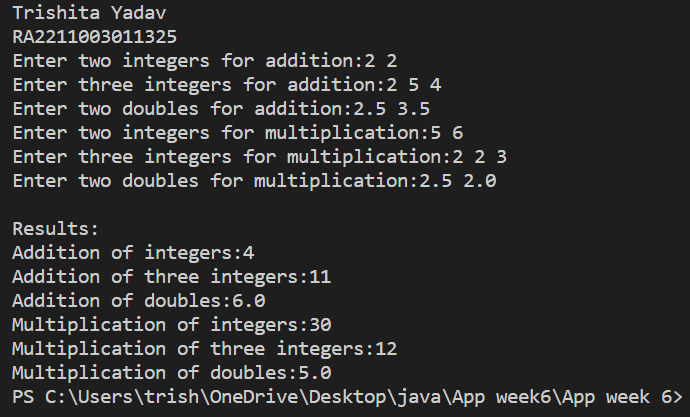 Trishita Yadav
RA2211003011325
Enter two integers for addition:2 2
Enter three integers for addition:2 5 4
Enter two doubles for addition:2.5 3.5
Enter two integers for multiplication:5 6
Enter three integers for multiplication:2 2 3
Enter two doubles for multiplication:2.5 2.0
Results:
Addition of integers:4
Addition of three integers:11
Addition of doubles:6.0
Multiplication of integers:30
Multiplication of three integers:12
Multiplication of doubles:5.0
PS C:\Users\trish\OneDrive\Desktop\java\App week6\App week 6>